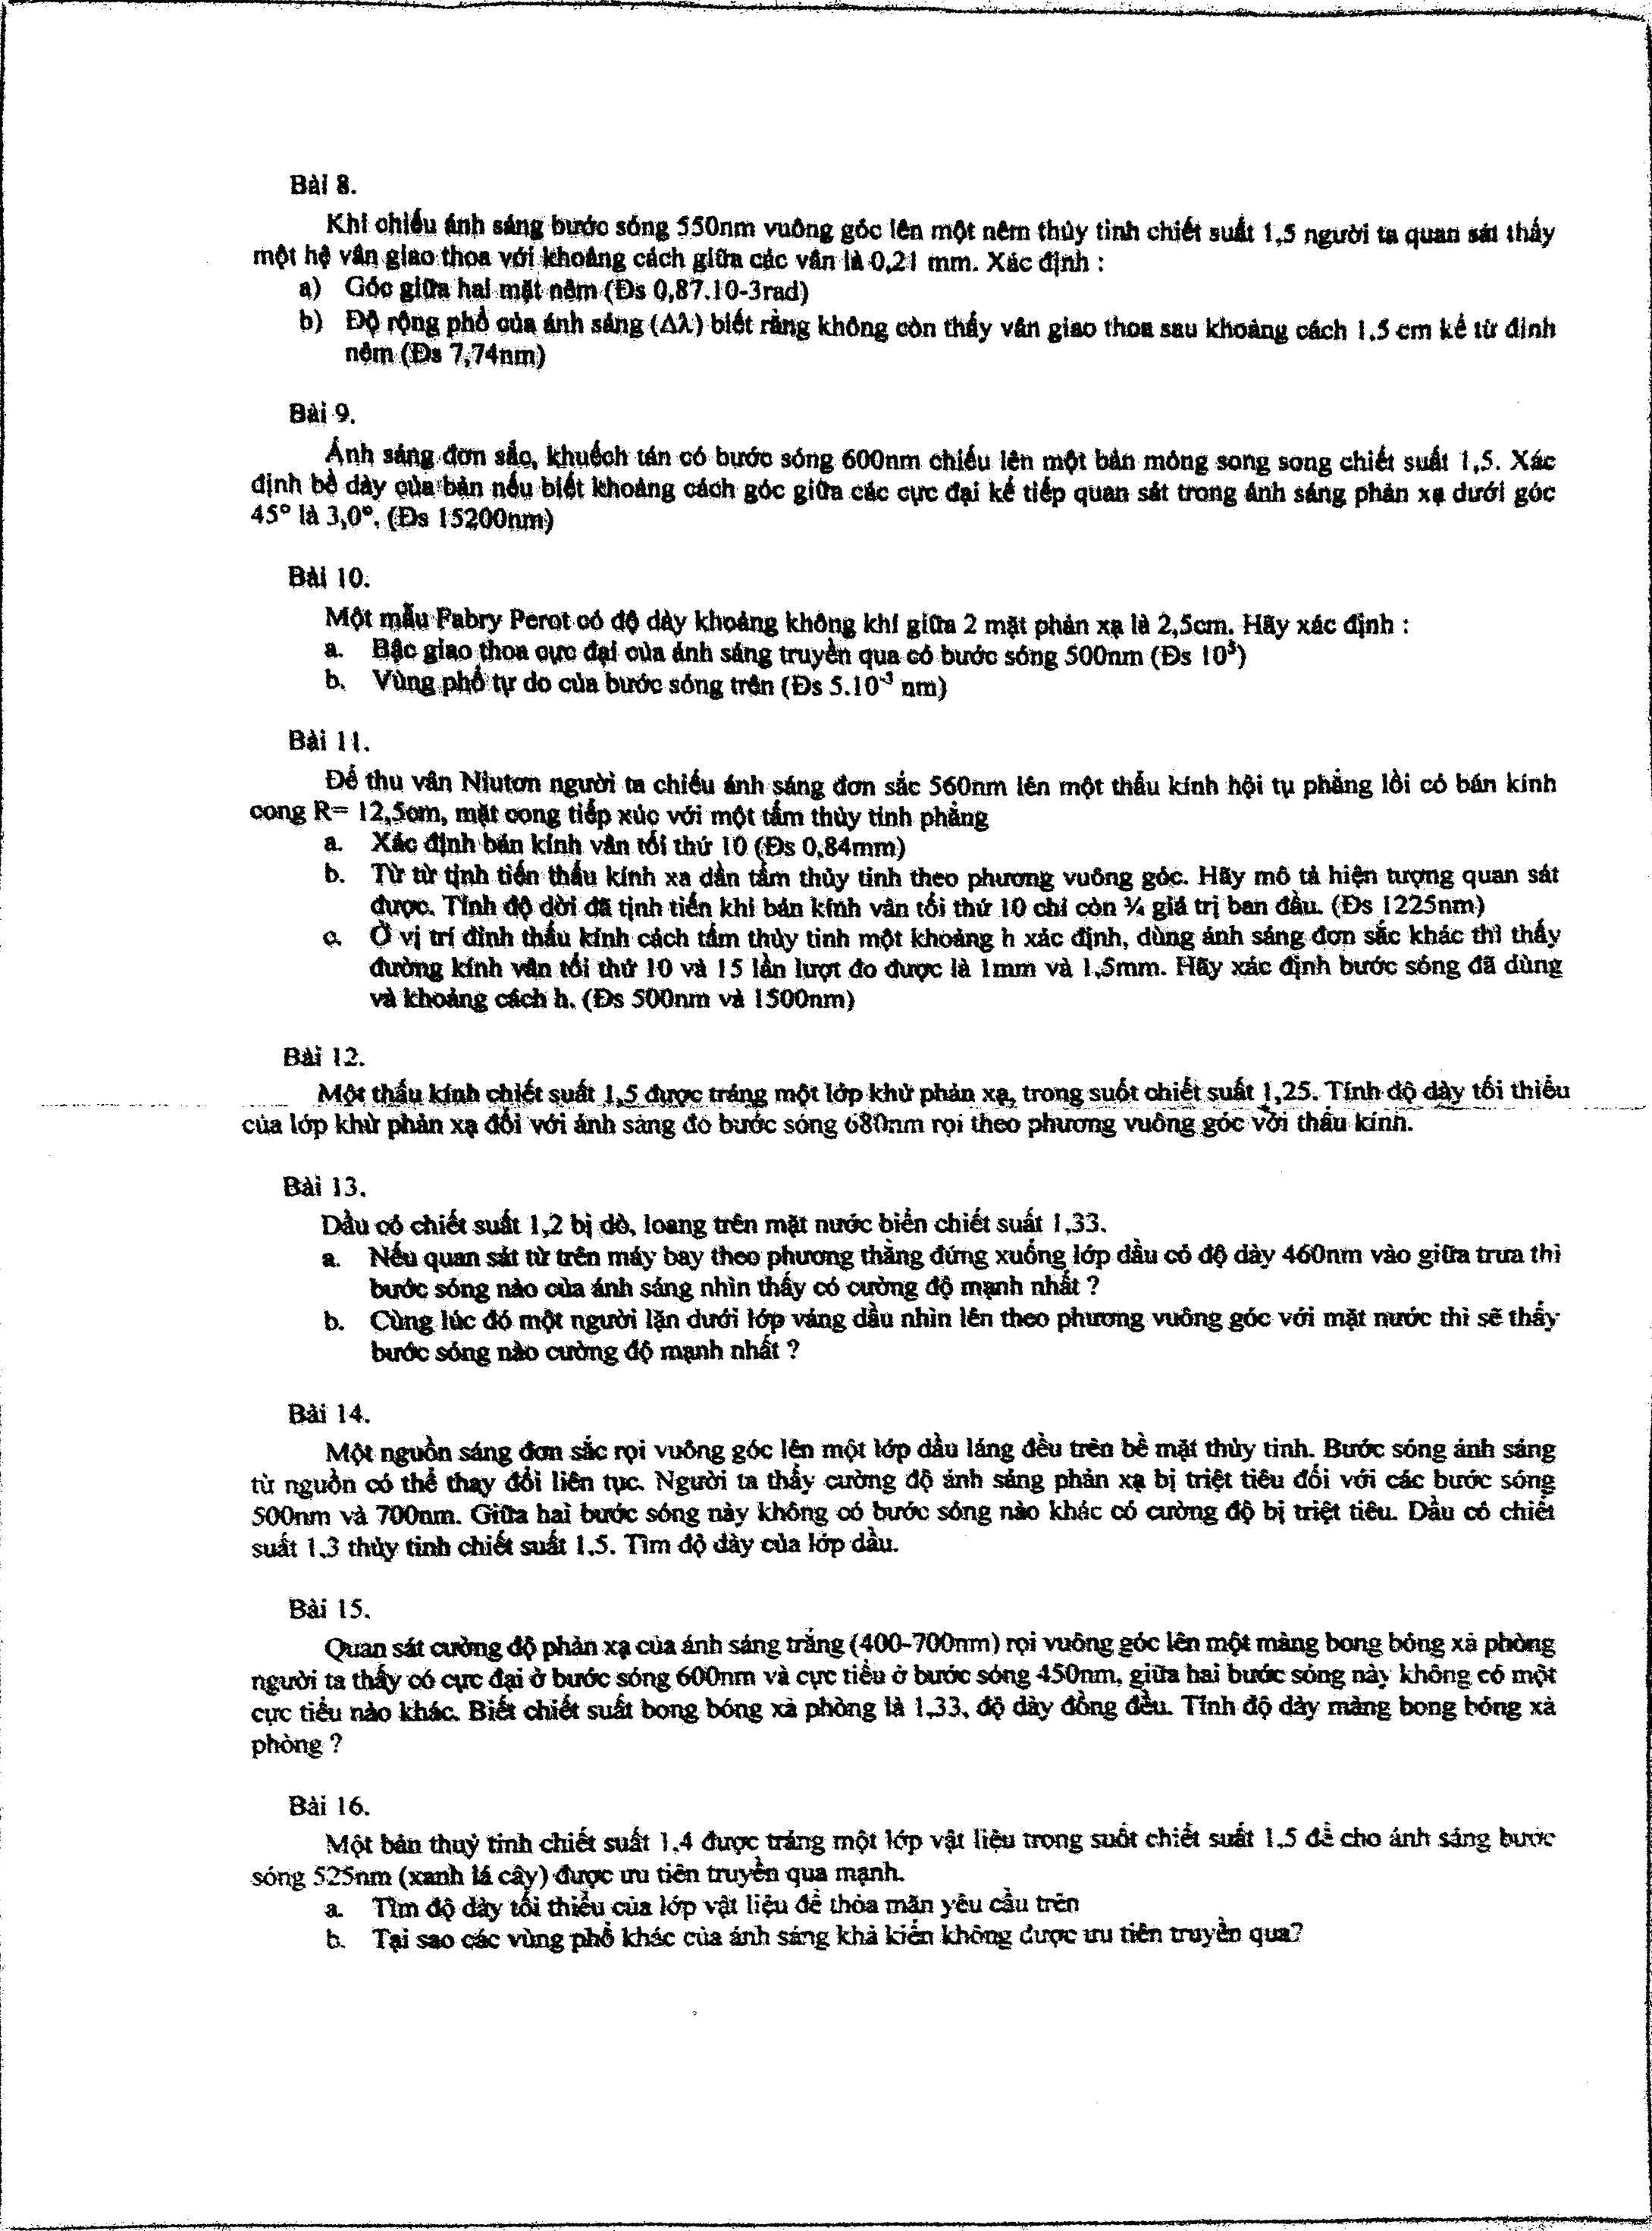 Bài 8.
Khi chiếu ánh sáng bước sóng 550nm vuông góc lên một nêm thủy tinh chiết suất 1,5 người ta quan sát thấy
một hệ vân giao thoa với khoảng cách giữa các vân là 0,21 mm. Xác định :
a) Góc giữa hai mặt nêm (Đs 0,87.10-3rad)
b) Độ rộng phổ của ánh sáng (Δλ) biết rằng không còn thấy vân giao thoa sau khoảng cách 1,5 cm kể từ đỉnh
nêm (Đs 7,74nm)
Bài 9.
Ánh sáng đơn sắc, khuếch tán có bước sóng 600nm chiếu lên một bản mỏng song song chiết suất 1,5. Xác
định bề dày của bản nếu biết khoảng cách góc giữa các cực đại kế tiếp quan sát trong ánh sáng phản xạ dưới góc
45° là 3,0°. (Đs 15200nm)
Bài 10.
Một mẫu Fabry Perot có độ dày khoảng không khí giữa 2 mặt phản xạ là 2,5cm. Hãy xác định :
a. Bậc giao thoa cực đại của ánh sáng truyền qua có bước sóng 500nm (Đs 10⁵)
b. Vùng phổ tự do của bước sóng trên (Đs 5.10⁻³ nm)
Bài 11.
Để thu vân Niutơn người ta chiếu ánh sáng đơn sắc 560nm lên một thấu kính hội tụ phẳng lồi có bán kính
cong R= 12,5cm, mặt cong tiếp xúc với một tấm thủy tinh phẳng
a. Xác định bán kính vân tối thứ 10 (Đs 0,84mm)
b. Từ từ tịnh tiến thấu kính xa dần tấm thủy tinh theo phương vuông góc. Hãy mô tả hiện tượng quan sát
được. Tính độ dời đã tịnh tiến khi bán kính vân tối thứ 10 chỉ còn ¾ giá trị ban đầu. (Đs 1225nm)
c. Ở vị trí đỉnh thấu kính cách tấm thủy tinh một khoảng h xác định, dùng ánh sáng đơn sắc khác thì thấy
đường kính vân tối thứ 10 và 15 lần lượt đo được là 1mm và 1,5mm. Hãy xác định bước sóng đã dùng
và khoảng cách h. (Đs 500nm và 1500nm)
Bài 12.
Một thấu kính chiết suất 1,5 được tráng một lớp khử phản xạ, trong suốt chiết suất 1,25. Tính độ dày tối thiểu
của lớp khử phản xạ đối với ánh sáng đỏ bước sóng 680nm rọi theo phương vuông góc với thấu kính.
Bài 13.
Dầu có chiết suất 1,2 bị dò, loang trên mặt nước biển chiết suất 1,33.
a. Nếu quan sát từ trên máy bay theo phương thẳng đứng xuống lớp dầu có độ dày 460nm vào giữa trưa thì
bước sóng nào của ánh sáng nhìn thấy có cường độ mạnh nhất ?
b. Cùng lúc đó một người lặn dưới lớp váng dầu nhìn lên theo phương vuông góc với mặt nước thì sẽ thấy
bước sóng nào cường độ mạnh nhất ?
Bài 14.
Một nguồn sáng đơn sắc rọi vuông góc lên một lớp dầu láng đều trên bề mặt thủy tinh. Bước sóng ánh sáng
từ nguồn có thể thay đổi liên tục. Người ta thấy cường độ ánh sáng phản xạ bị triệt tiêu đối với các bước sóng
500nm và 700nm. Giữa hai bước sóng này không có bước sóng nào khác có cường độ bị triệt tiêu. Dầu có chiết
suất 1,3 thủy tinh chiết suất 1,5. Tìm độ dày của lớp dầu.
Bài 15.
Quan sát cường độ phản xạ của ánh sáng trắng (400-700nm) rọi vuông góc lên một màng bong bóng xà phòng
người ta thấy có cực đại ở bước sóng 600nm và cực tiểu ở bước sóng 450nm, giữa hai bước sóng này không có một
cực tiểu nào khác. Biết chiết suất bong bóng xà phòng là 1,33, độ dày đồng đều. Tính độ dày màng bong bóng xà
phòng ?
Bài 16.
Một bản thuỷ tinh chiết suất 1,4 được tráng một lớp vật liệu trong suốt chiết suất 1.5 để cho ánh sáng bước
sóng 525nm (xanh lá cây) được ưu tiên truyền qua mạnh.
a. Tìm độ dày tối thiểu của lớp vật liệu để thỏa mãn yêu cầu trên
b. Tại sao các vùng phổ khác của ánh sáng khả kiến không được ưu tiên truyền qua?